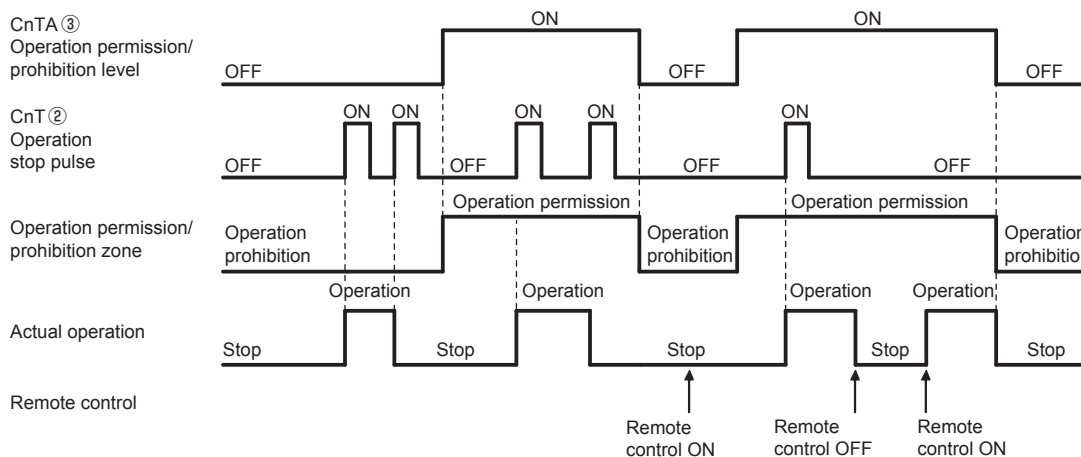 CnTA③
Operation permission/
prohibition level
OFF
ON
OFF
ON
OFF
CnT②
Operation
stop pulse
OFF
ON
ON
OFF
ON
ON
OFF
ON
OFF
Operation permission/
prohibition zone
Operation
prohibition
Operation permission
Operation
prohibition
Operation permission
Operation
prohibitio
Actual operation
Stop
Operation
Stop
Operation
Stop
Operation
Stop
Operation
Stop
Remote control
Remote
control ON
Remote
control OFF
Remote
control ON